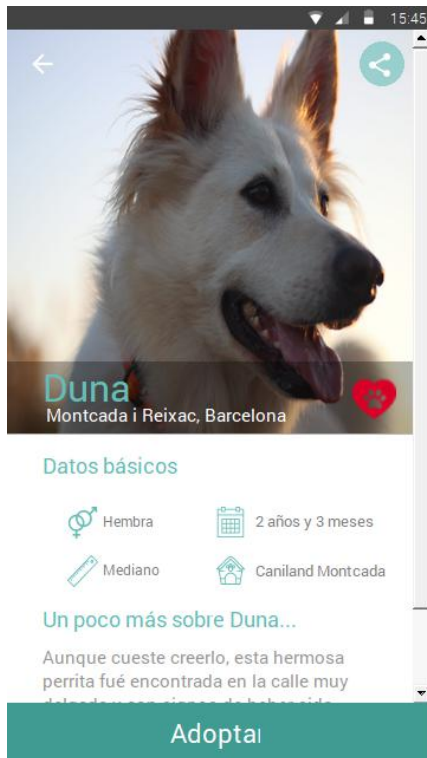 15:45
Duna
Montcada i Reixac, Barcelona
Datos básicos
Hembra
2 años y 3 meses
Mediano
Caniland Montcada
Un poco más sobre Duna...
Aunque cueste creerlo, esta hermosa
perrita fué encontrada en la calle muy
Adoptar